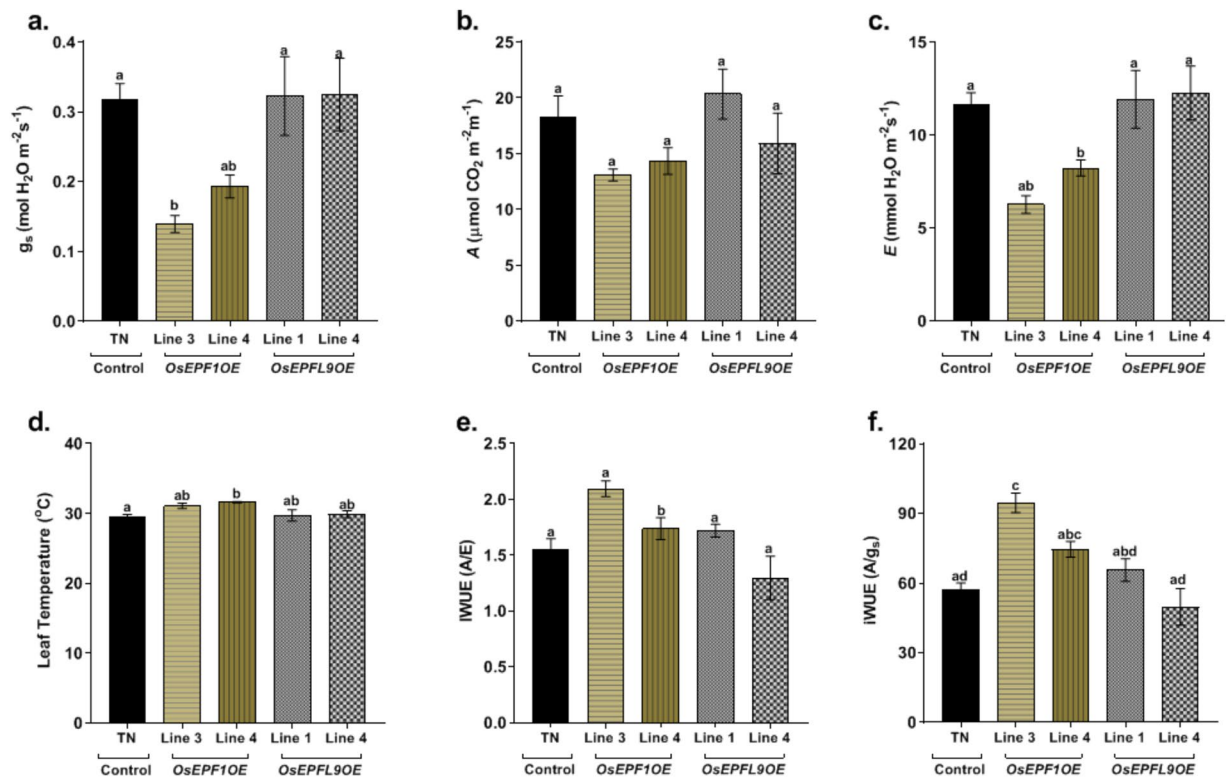 a.
g_s (mol H₂O m⁻²s⁻¹)
0.4
0.3
0.2
0.1
0.0
a
b
ab
a
a
TN
Line 3
Line 4
Line 1
Line 4
Control
OsEPF1OE
OsEPFL9OE
b.
A (μmol CO₂ m⁻²m⁻¹)
25
20
15
10
5
0
a
a
a
a
a
TN
Line 3
Line 4
Line 1
Line 4
Control
OsEPF1OE
OsEPFL9OE
c.
E (mmol H₂O m⁻²s⁻¹)
15
10
5
0
a
ab
b
a
a
TN
Line 3
Line 4
Line 1
Line 4
Control
OsEPF1OE
OsEPFL9OE
d.
Leaf Temperature (°C)
40
30
20
10
0
a
ab
b
ab
ab
TN
Line 3
Line 4
Line 1
Line 4
Control
OsEPF1OE
OsEPFL9OE
e.
IWUE (A/E)
2.5
2.0
1.5
1.0
0.5
0.0
a
a
b
a
a
TN
Line 3
Line 4
Line 1
Line 4
Control
OsEPF1OE
OsEPFL9OE
f.
iWUE (A/g_s)
120
90
60
30
0
ad
c
abc
abd
ad
TN
Line 3
Line 4
Line 1
Line 4
Control
OsEPF1OE
OsEPFL9OE